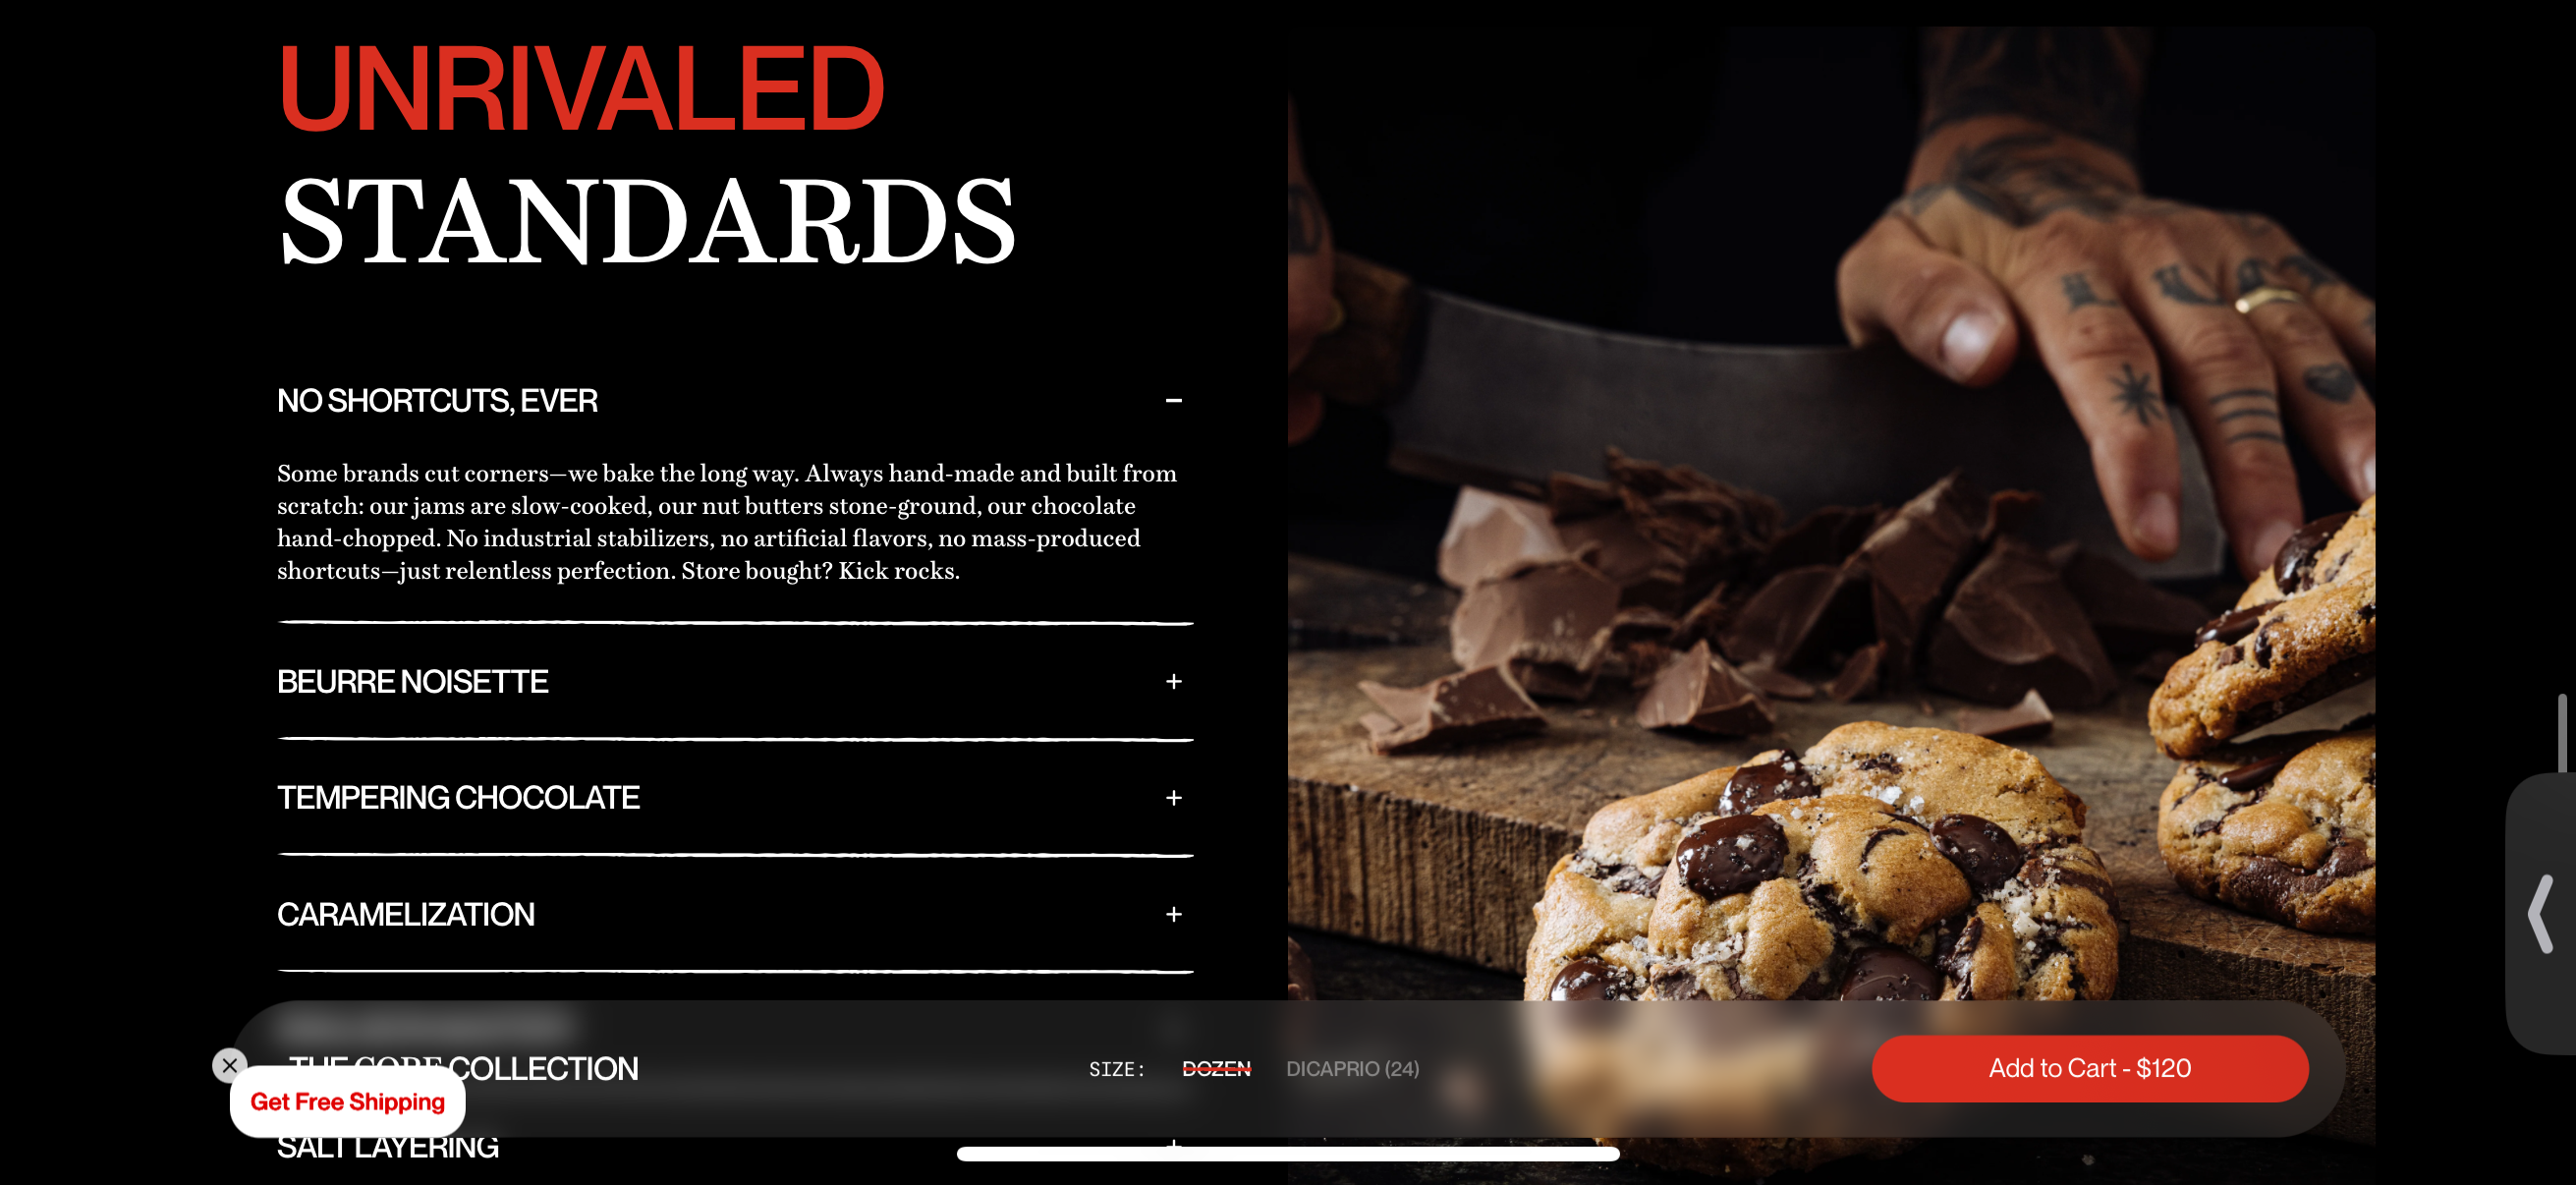 UNRIVALED
STANDARDS
NO SHORTCUTS, EVER
Some brands cut corners—we bake the long way. Always hand-made and built from
scratch: our jams are slow-cooked, our nut butters stone-ground, our chocolate
hand-chopped. No industrial stabilizers, no artificial flavors, no mass-produced
shortcuts—just relentless perfection. Store bought? Kick rocks.
BEURRE NOISETTE
TEMPERING CHOCOLATE
CARAMELIZATION
THE CORE COLLECTION
SIZE: DOZEN DICAPRIO (24)
Add to Cart - $120
Get Free Shipping
SALT LAYERING